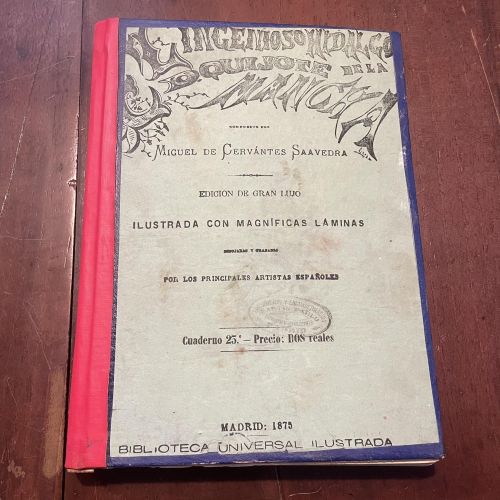 EL INGENIOSO HIDALGO
D. QUIJOTE DE LA
MANCHA
COMPUESTO POR
MIGUEL DE CERVÁNTES SAAVEDRA
EDICION DE GRAN LUJO
ILUSTRADA CON MAGNÍFICAS LÁMINAS
DIBUJADAS Y GRABADAS
POR LOS PRINCIPALES ARTISTAS ESPAÑOLES
Cuaderno 25.º — Precio: DOS reales
MADRID: 1875
BIBLIOTECA UNIVERSAL ILUSTRADA